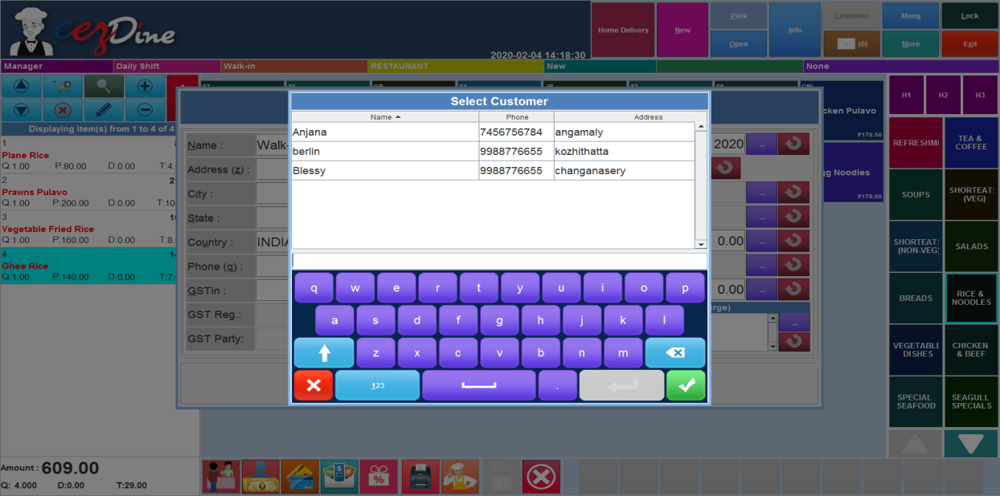 eezDine
2020-02-04 14:18:30
Home Delivery
New
Park
Open
Info
Customer
(0)
Menu
More
Lock
Exit
Manager
Daily Shift
Walk-in
RESTAURANT
New
None
Displaying item(s) from 1 to 4 of 4
1
Plane Rice
Q:1.00 P:80.00 D:0.00 T:4.
2
Prawns Pulavo
Q:1.00 P:200.00 D:0.00 T:10
3
Vegetable Fried Rice
Q:1.00 P:160.00 D:0.00 T:8.
4
Ghee Rice
Q:1.00 P:140.00 D:0.00 T:7.
Amount : 609.00
Q: 4.000 D:0.00 T:29.00
Name : Walk-
Address (z) :
City :
State :
Country : INDIA
Phone (q) :
GSTin :
GST Reg.:
GST Party:
2020 ...
...
...
0.00 ...
...
0.00 ...
arge)
...
Select Customer
Name Phone Address
Anjana 7456756784 angamaly
berlin 9988776655 kozhithatta
Blessy 9988776655 changanasery
q w e r t y u i o p
a s d f g h j k l
z x c v b n m
123 .
cken Pulavo
₹178.50
gg Noodles
₹178.50
H1 H2 H3
REFRESHMI
TEA &
COFFEE
SOUPS
SHORTEATS
(VEG)
SHORTEATS
(NON-VEG)
SALADS
BREADS
RICE &
NOODLES
VEGETABLE
DISHES
CHICKEN
& BEEF
SPECIAL
SEAFOOD
SEAGULL
SPECIALS
%